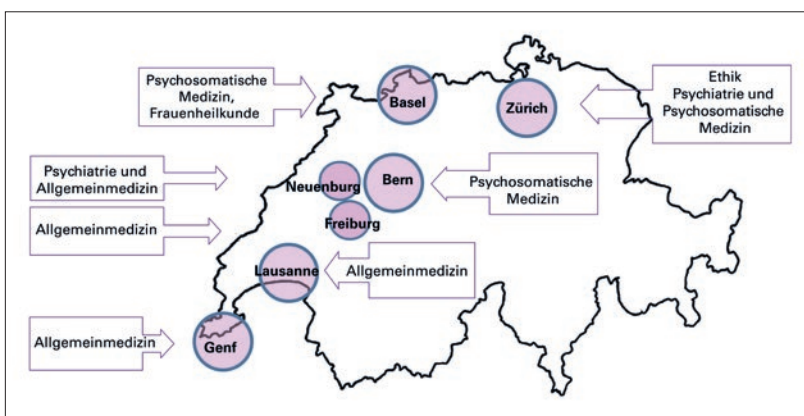 Psychosomatische
Medizin,
Frauenheilkunde
Basel
Zürich
Ethik
Psychiatrie und
Psychosomatische
Medizin
Psychiatrie und
Allgemeinmedizin
Neuenburg
Bern
Psychosomatische
Medizin
Allgemeinmedizin
Freiburg
Lausanne
Allgemeinmedizin
Allgemeinmedizin
Genf